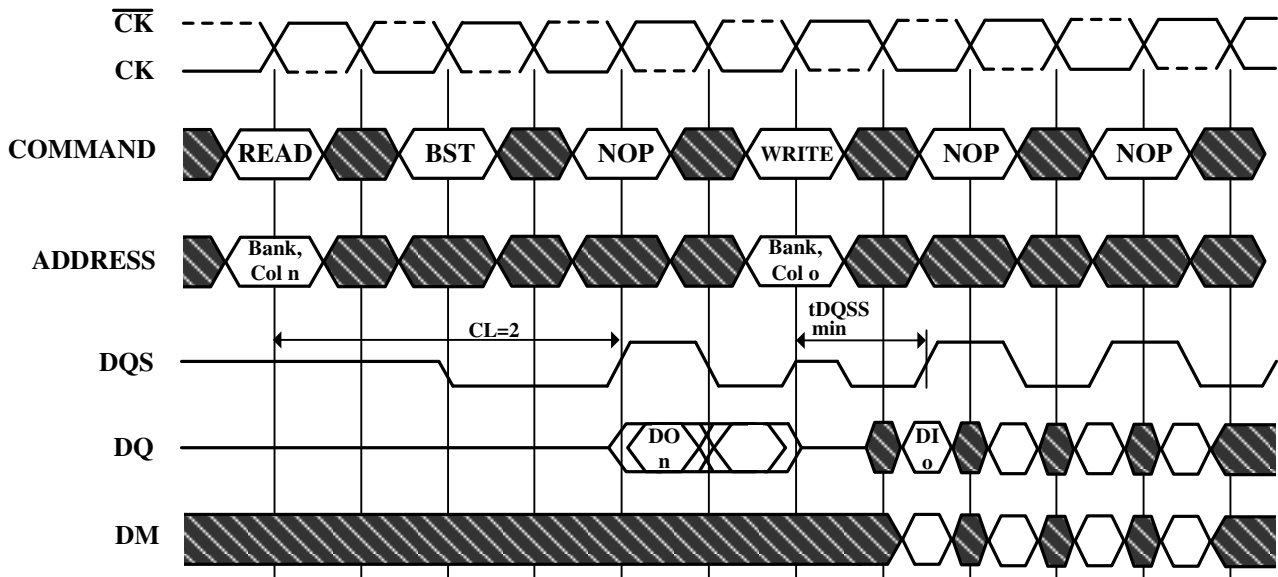 CK
CK
COMMAND
READ
BST
NOP
WRITE
NOP
NOP
ADDRESS
Bank,
Col n
Bank,
Col o
CL=2
tDQSS
min
DQS
DQ
DO
n
DI
o
DM